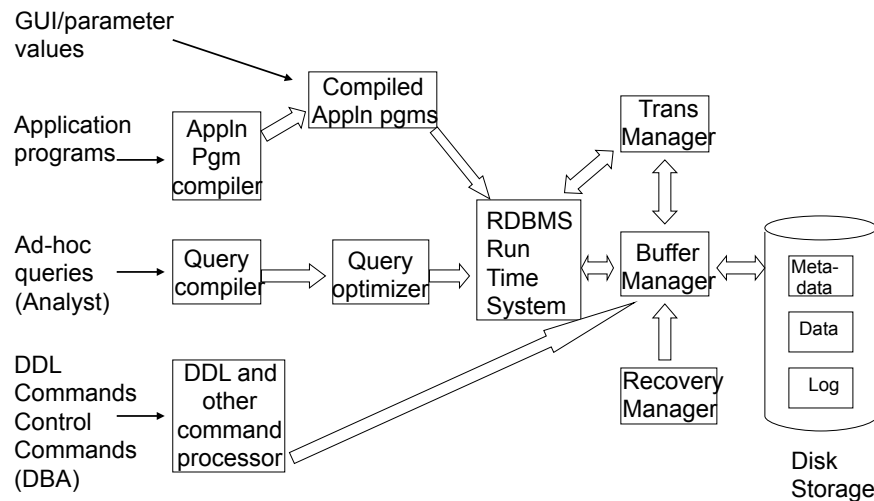 GUI/parameter
values
Compiled
Appln pgms
Trans
Manager
Application
programs
Appln
Pgm
compiler
RDBMS
Run
Time
System
Buffer
Manager
Ad-hoc
queries
(Analyst)
Query
compiler
Query
optimizer
Meta-
data
Data
Log
DDL
Commands
Control
Commands
(DBA)
DDL and
other
command
processor
Recovery
Manager
Disk
Storage